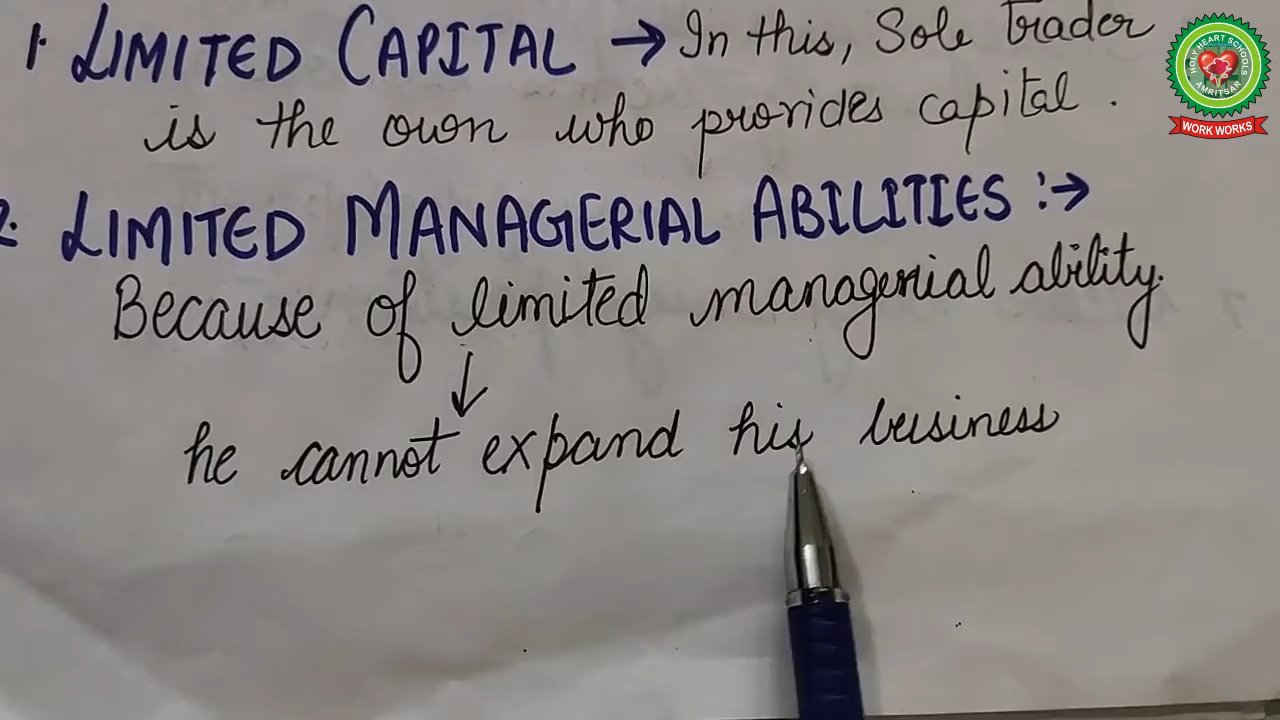 1. LIMITED CAPITAL → In this, Sole trader
is the own who provides capital.
2. LIMITED MANAGERIAL ABILITIES :→
Because of limited managerial ability.
↓
he cannot expand his business
HOLY HEART SCHOOLS
AMRITSAR
WORK WORKS